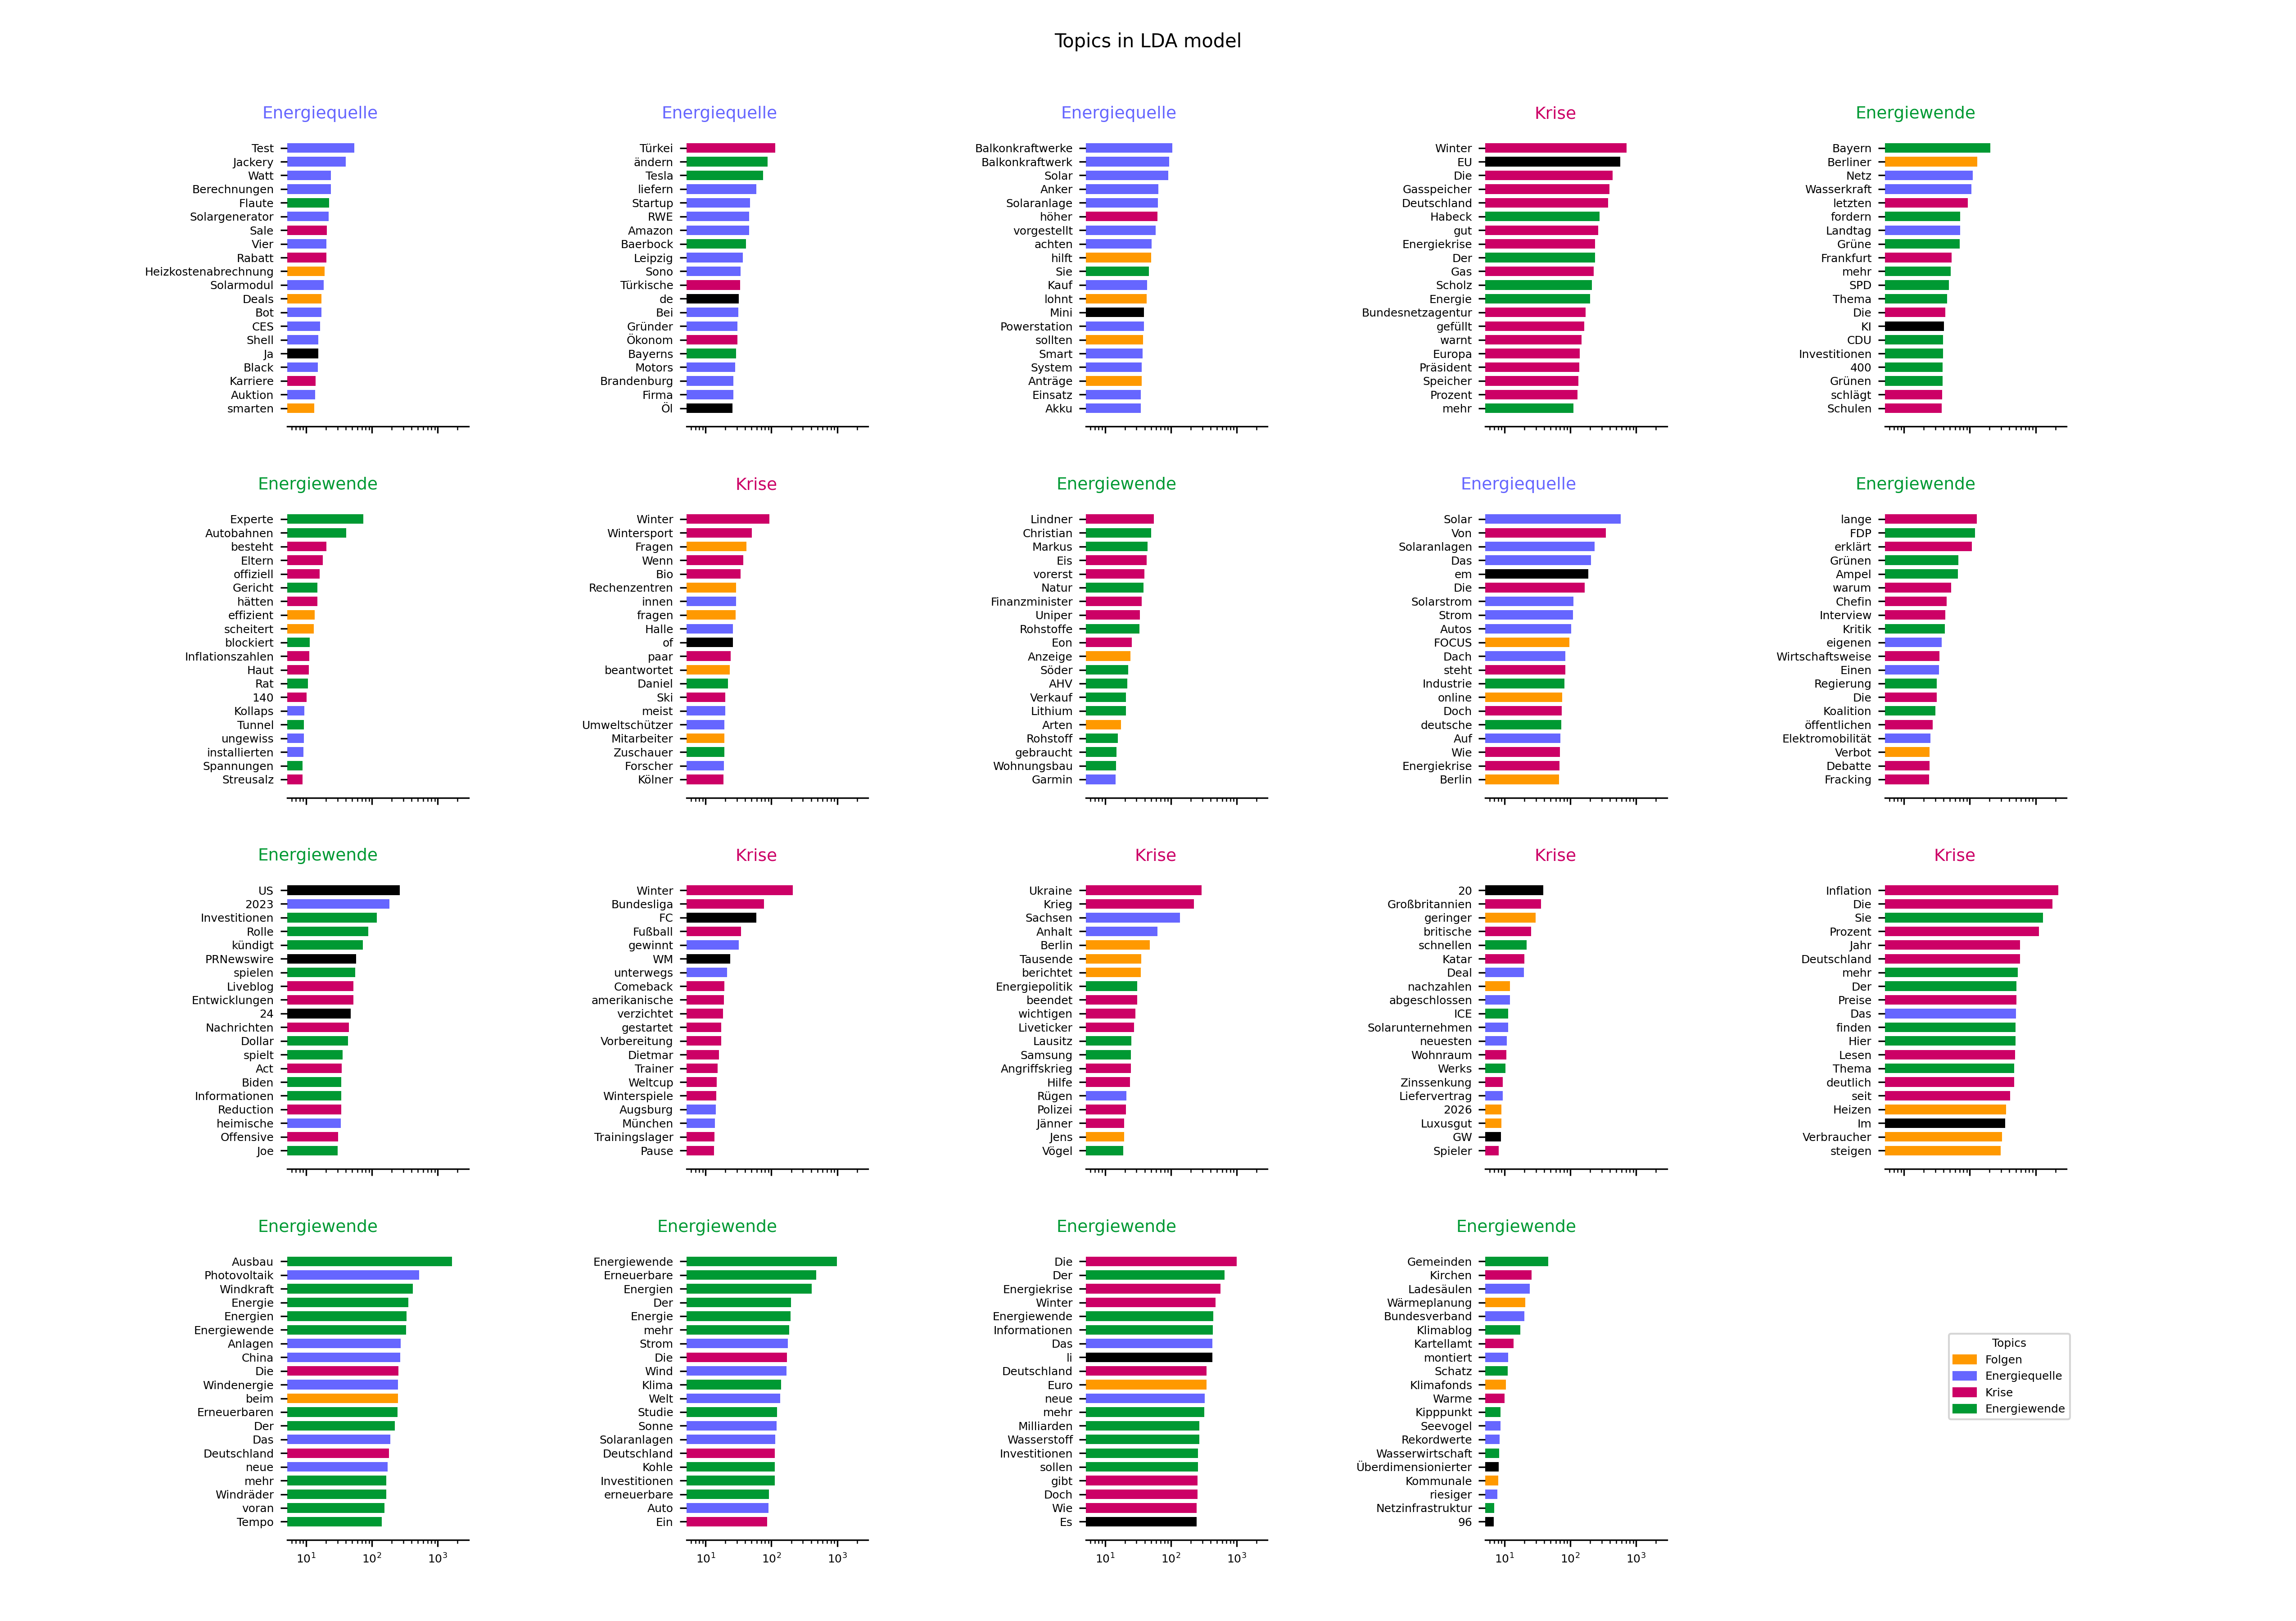 Topics in LDA model
Energiequelle
Test
Jackery
Watt
Berechnungen
Flaute
Solargenerator
Sale
Vier
Rabatt
Heizkostenabrechnung
Solarmodul
Deals
Bot
CES
Shell
Ja
Black
Karriere
Auktion
smarten
Energiequelle
Türkei
ändern
Tesla
liefern
Startup
RWE
Amazon
Baerbock
Leipzig
Sono
Türkische
de
Bei
Gründer
Ökonom
Bayerns
Motors
Brandenburg
Firma
Öl
Energiequelle
Balkonkraftwerke
Balkonkraftwerk
Solar
Anker
Solaranlage
höher
vorgestellt
achten
hilft
Sie
Kauf
lohnt
Mini
Powerstation
sollten
Smart
System
Anträge
Einsatz
Akku
Krise
Winter
EU
Die
Gasspeicher
Deutschland
Habeck
gut
Energiekrise
Der
Gas
Scholz
Energie
Bundesnetzagentur
gefüllt
warnt
Europa
Präsident
Speicher
Prozent
mehr
Energiewende
Bayern
Berliner
Netz
Wasserkraft
letzten
fordern
Landtag
Grüne
Frankfurt
mehr
SPD
Thema
Die
KI
CDU
Investitionen
400
Grünen
schlägt
Schulen
Energiewende
Experte
Autobahnen
besteht
Eltern
offiziell
Gericht
hätten
effizient
scheitert
blockiert
Inflationszahlen
Haut
Rat
140
Kollaps
Tunnel
ungewiss
installierten
Spannungen
Streusalz
Krise
Winter
Wintersport
Fragen
Wenn
Bio
Rechenzentren
innen
fragen
Halle
of
paar
beantwortet
Daniel
Ski
meist
Umweltschützer
Mitarbeiter
Zuschauer
Forscher
Kölner
Energiewende
Lindner
Christian
Markus
Eis
vorerst
Natur
Finanzminister
Uniper
Rohstoffe
Eon
Anzeige
Söder
AHV
Verkauf
Lithium
Arten
Rohstoff
gebraucht
Wohnungsbau
Garmin
Energiequelle
Solar
Von
Solaranlagen
Das
em
Die
Solarstrom
Strom
Autos
FOCUS
Dach
steht
Industrie
online
Doch
deutsche
Auf
Wie
Energiekrise
Berlin
Energiewende
lange
FDP
erklärt
Grünen
Ampel
warum
Chefin
Interview
Kritik
eigenen
Wirtschaftsweise
Einen
Regierung
Die
Koalition
öffentlichen
Elektromobilität
Verbot
Debatte
Fracking
Energiewende
US
2023
Investitionen
Rolle
kündigt
PRNewswire
spielen
Liveblog
Entwicklungen
24
Nachrichten
Dollar
spielt
Act
Biden
Informationen
Reduction
heimische
Offensive
Joe
Krise
Winter
Bundesliga
FC
Fußball
gewinnt
WM
unterwegs
Comeback
amerikanische
verzichtet
gestartet
Vorbereitung
Dietmar
Trainer
Weltcup
Winterspiele
Augsburg
München
Trainingslager
Pause
Krise
Ukraine
Krieg
Sachsen
Anhalt
Berlin
Tausende
berichtet
Energiepolitik
beendet
wichtigen
Liveticker
Lausitz
Samsung
Angriffskrieg
Hilfe
Rügen
Polizei
Jänner
Jens
Vögel
Krise
20
Großbritannien
geringer
britische
schnellen
Katar
Deal
nachzahlen
abgeschlossen
ICE
Solarunternehmen
neuesten
Wohnraum
Werks
Zinssenkung
Liefervertrag
2026
Luxusgut
GW
Spieler
Krise
Inflation
Die
Sie
Prozent
Jahr
Deutschland
mehr
Der
Preise
Das
finden
Hier
Lesen
Thema
deutlich
seit
Heizen
Im
Verbraucher
steigen
Energiewende
Ausbau
Photovoltaik
Windkraft
Energie
Energien
Energiewende
Anlagen
China
Die
Windenergie
beim
Erneuerbaren
Der
Das
Deutschland
neue
mehr
Windräder
voran
Tempo
10¹ 10² 10³
Energiewende
Energiewende
Erneuerbare
Energien
Der
Energie
mehr
Strom
Die
Wind
Klima
Welt
Studie
Sonne
Solaranlagen
Deutschland
Kohle
Investitionen
erneuerbare
Auto
Ein
10¹ 10² 10³
Energiewende
Die
Der
Energiekrise
Winter
Energiewende
Informationen
Das
li
Deutschland
Euro
neue
mehr
Milliarden
Wasserstoff
Investitionen
sollen
gibt
Doch
Wie
Es
10¹ 10² 10³
Energiewende
Gemeinden
Kirchen
Ladesäulen
Wärmeplanung
Bundesverband
Klimablog
Kartellamt
montiert
Schatz
Klimafonds
Warme
Kipppunkt
Seevogel
Rekordwerte
Wasserwirtschaft
Überdimensionierter
Kommunale
riesiger
Netzinfrastruktur
96
10¹ 10² 10³
Topics
Folgen
Energiequelle
Krise
Energiewende